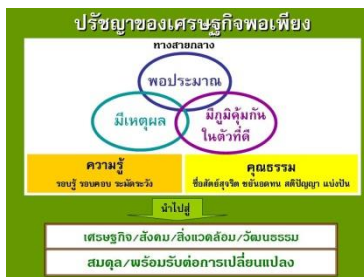 ปรัชญาของเศรษฐกิจพอเพียง
ทางสายกลาง
พอประมาณ
มีเหตุผล
มีภูมิคุ้มกัน
ในตัวที่ดี
ความรู้
รอบรู้ รอบคอบ ระมัดระวัง
คุณธรรม
ซื่อสัตย์สุจริต ขยันอดทน สติปัญญา แบ่งปัน
นำไปสู่
เศรษฐกิจ/สังคม/สิ่งแวดล้อม/วัฒนธรรม
สมดุล/พร้อมรับต่อการเปลี่ยนแปลง